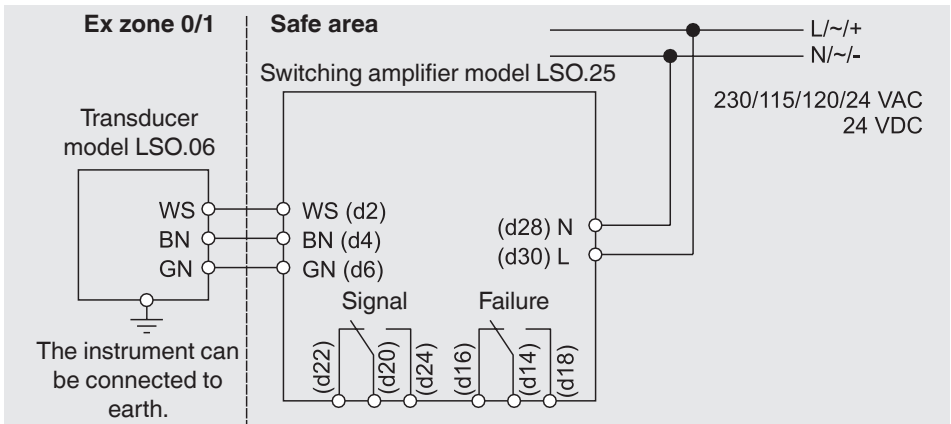 Ex zone 0/1
Safe area
L/~/+
N/~/-
Switching amplifier model LSO.25
230/115/120/24 VAC
24 VDC
Transducer
model LSO.06
WS
BN
GN
WS (d2)
BN (d4)
GN (d6)
(d28) N
(d30) L
Signal
Failure
(d22)
(d20)
(d24)
(d16)
(d14)
(d18)
The instrument can
be connected to
earth.